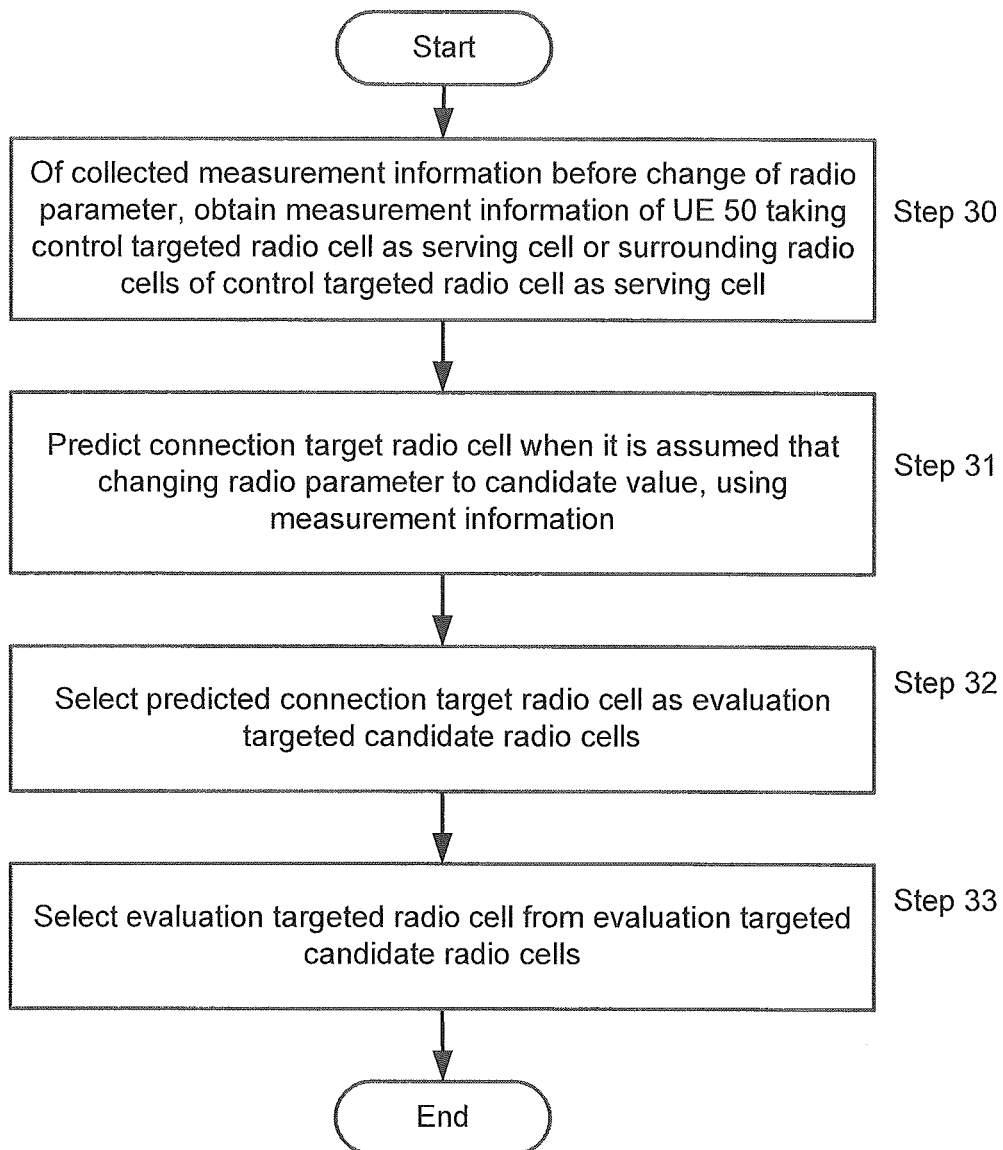 Start
Of collected measurement information before change of radio
parameter, obtain measurement information of UE 50 taking
control targeted radio cell as serving cell or surrounding radio
cells of control targeted radio cell as serving cell
Step 30
Predict connection target radio cell when it is assumed that
changing radio parameter to candidate value, using
measurement information
Step 31
Select predicted connection target radio cell as evaluation
targeted candidate radio cells
Step 32
Select evaluation targeted radio cell from evaluation targeted
candidate radio cells
Step 33
End